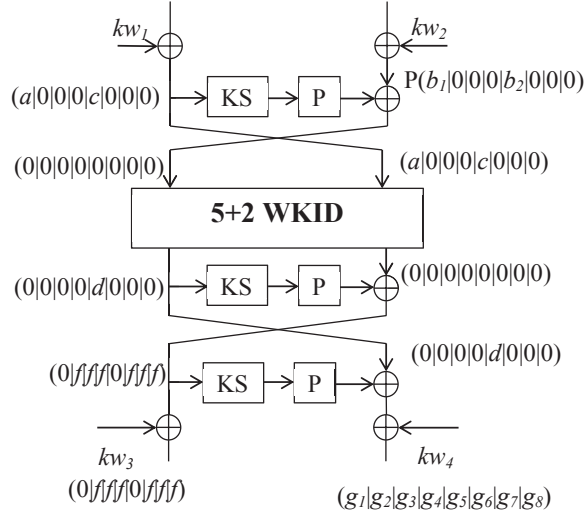 kw₁ kw₂
(a|0|0|0|c|0|0|0) KS P P(b₁|0|0|0|b₂|0|0|0)
(0|0|0|0|0|0|0|0) (a|0|0|0|c|0|0|0)
5+2 WKID
(0|0|0|0|d|0|0|0) KS P (0|0|0|0|0|0|0|0)
(0|0|0|0|d|0|0|0)
(0|f|f|f|0|f|f|f) KS P
kw₃ kw₄
(0|f|f|f|0|f|f|f) (g₁|g₂|g₃|g₄|g₅|g₆|g₇|g₈)